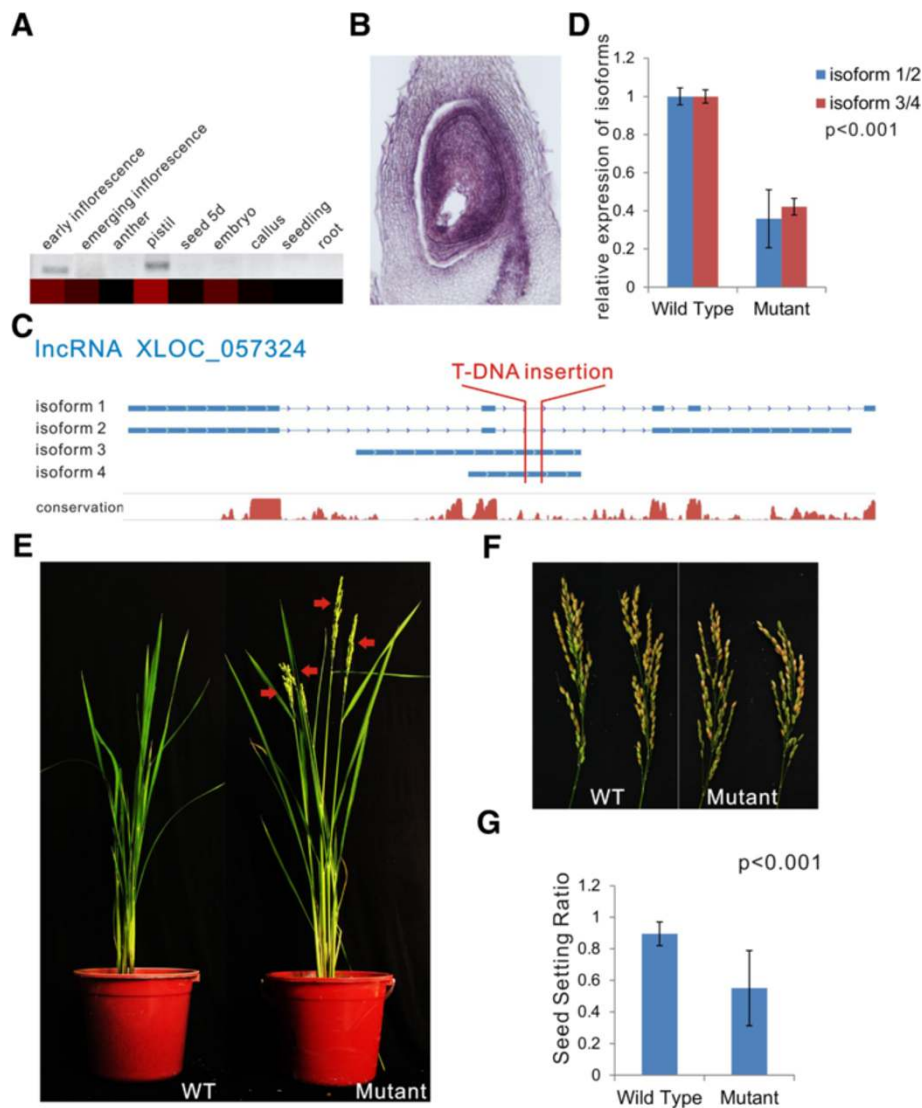 A
early inflorescence
emerging inflorescence
anther
pistil
seed 5d
embryo
callus
seedling
root
B
D
relative expression of isoforms
1.2
1
0.8
0.6
0.4
0.2
0
Wild Type
Mutant
isoform 1/2
isoform 3/4
p<0.001
C
lncRNA XLOC_057324
T-DNA insertion
isoform 1
isoform 2
isoform 3
isoform 4
conservation
E
WT
Mutant
F
WT
Mutant
G
p<0.001
Seed Setting Ratio
1.2
1
0.8
0.6
0.4
0.2
0
Wild Type
Mutant